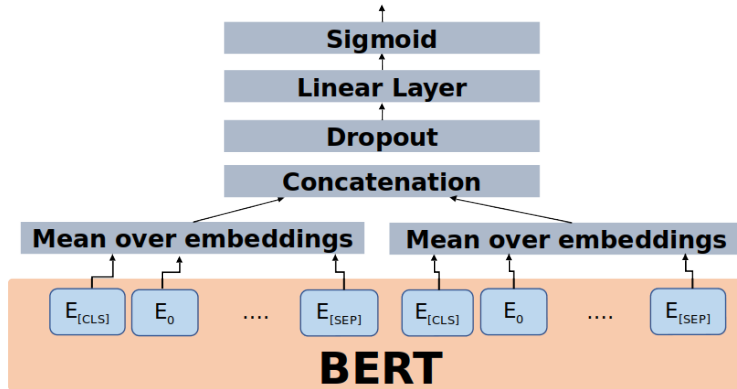 Sigmoid
Linear Layer
Dropout
Concatenation
Mean over embeddings Mean over embeddings
E[CLS] E0 .... E[SEP] E[CLS] E0 .... E[SEP]
BERT